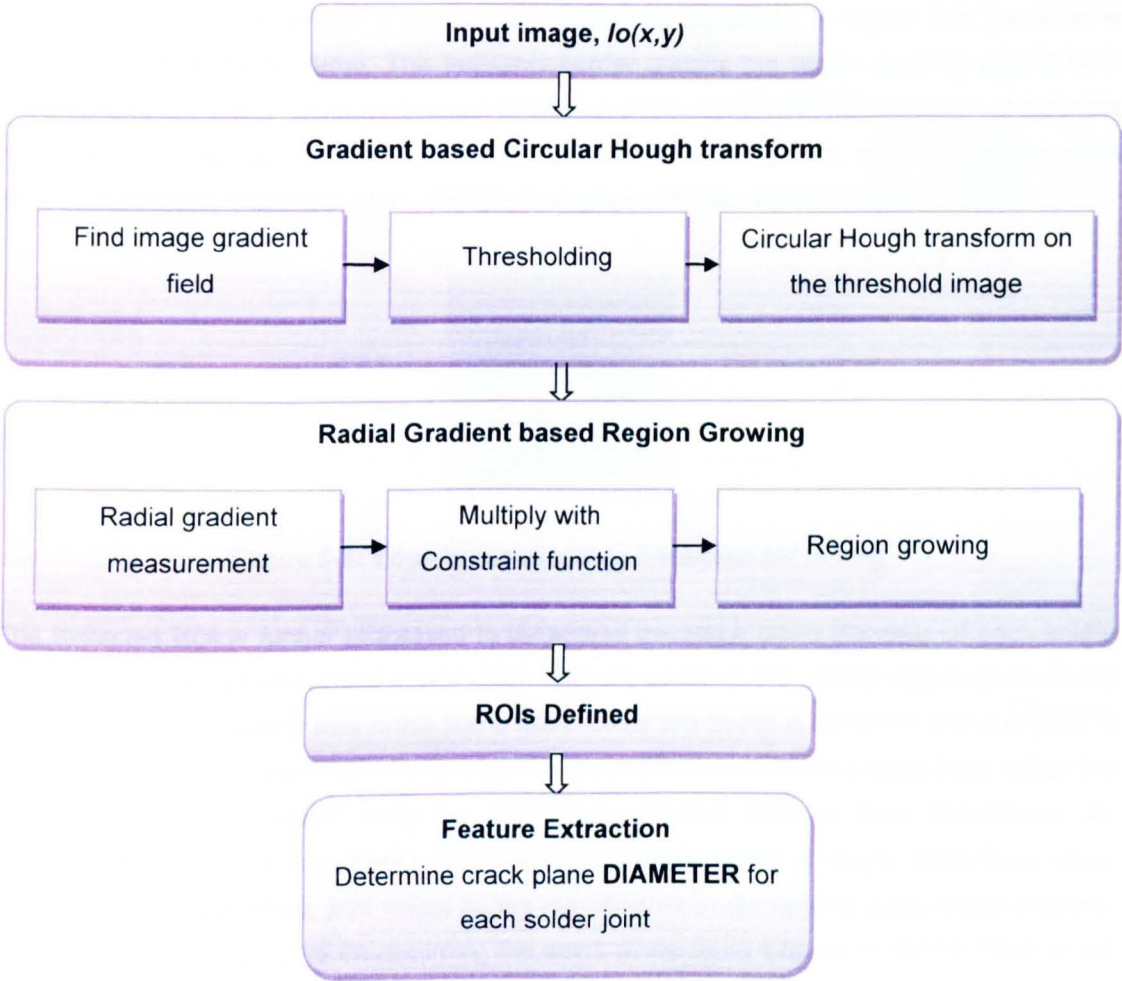 Input image, Io(x,y)
Gradient based Circular Hough transform
Find image gradient
field
Thresholding
Circular Hough transform on
the threshold image
Radial Gradient based Region Growing
Radial gradient
measurement
Multiply with
Constraint function
Region growing
ROIs Defined
Feature Extraction
Determine crack plane DIAMETER for
each solder joint